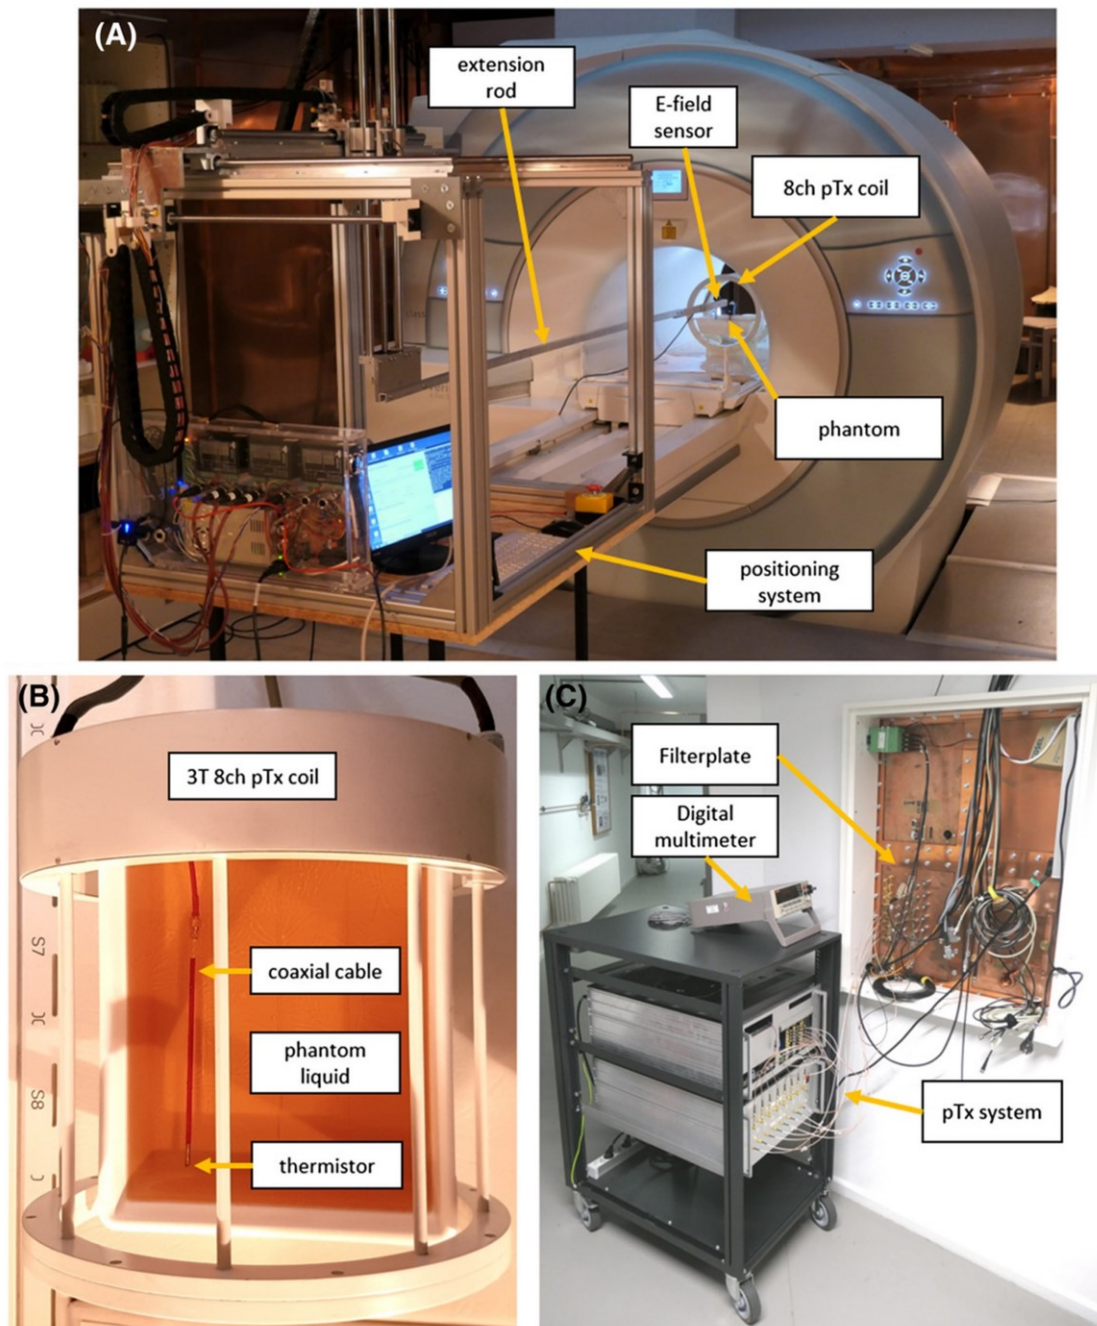 (A)
extension
rod
E-field
sensor
8ch pTx coil
phantom
positioning
system
(B)
3T 8ch pTx coil
S7
coaxial cable
phantom
liquid
S8
thermistor
(C)
Filterplate
Digital
multimeter
pTx system